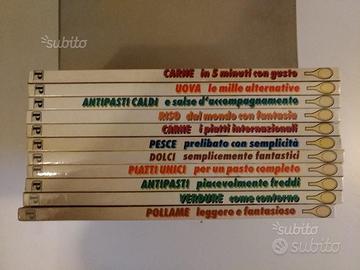 subito
CARNE in 5 minuti con gusto
UOVA le mille alternative
ANTIPASTI CALDI e salse d'accompagnamento
RISO dal mondo con fantasia
CARNE i piatti internazionali
PESCE prelibato con semplicità
DOLCI semplicemente fantastici
PIATTI UNICI per un pasto completo
ANTIPASTI piacevolmente freddi
VERDURE come contorno
POLLAME leggero e fantasioso
subito
subito